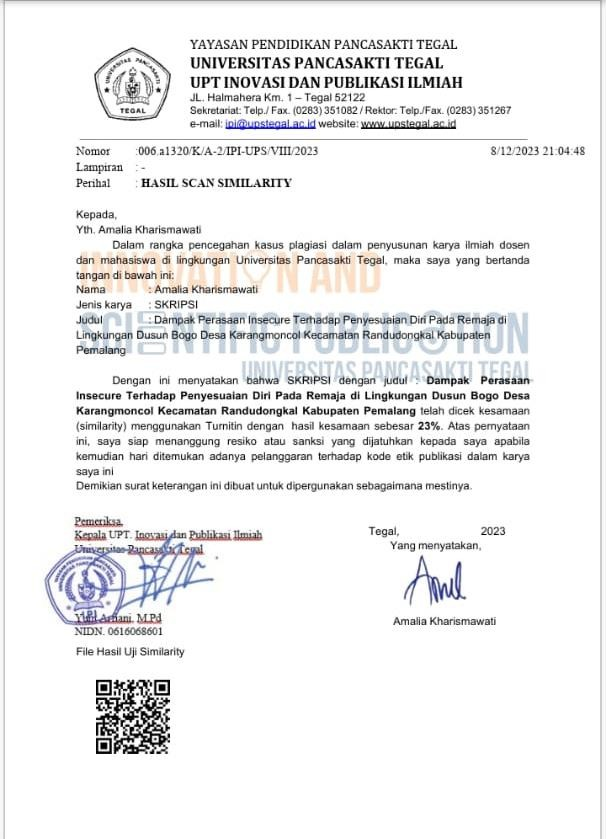 YAYASAN PENDIDIKAN PANCASAKTI TEGAL
UNIVERSITAS PANCASAKTI TEGAL
UPT INOVASI DAN PUBLIKASI ILMIAH
JL. Halmahera Km. 1 – Tegal 52122
Sekretariat: Telp./ Fax. (0283) 351082 / Rektor: Telp./Fax. (0283) 351267
e-mail: ipi@upstegal.ac.id website: www.upstegal.ac.id
UNIVERSITAS PANCASAKTI
TEGAL
Nomor :006.a1320/K/A-2/IPI-UPS/VIII/2023 8/12/2023 21:04:48
Lampiran : -
Perihal : HASIL SCAN SIMILARITY
Kepada,
Yth. Amalia Kharismawati
Dalam rangka pencegahan kasus plagiasi dalam penyusunan karya ilmiah dosen
dan mahasiswa di lingkungan Universitas Pancasakti Tegal, maka saya yang bertanda
tangan di bawah ini:
Nama : Amalia Kharismawati
Jenis karya : SKRIPSI
Judul : Dampak Perasaan Insecure Terhadap Penyesuaian Diri Pada Remaja di
Lingkungan Dusun Bogo Desa Karangmoncol Kecamatan Randudongkal Kabupaten
Pemalang
INNOVATION AND
SCIENTIFIC PUBLICATION
UNIVERSITAS PANCASAKTI TEGAL
Dengan ini menyatakan bahwa SKRIPSI dengan judul : Dampak Perasaan
Insecure Terhadap Penyesuaian Diri Pada Remaja di Lingkungan Dusun Bogo Desa
Karangmoncol Kecamatan Randudongkal Kabupaten Pemalang telah dicek kesamaan
(similarity) menggunakan Turnitin dengan hasil kesamaan sebesar 23%. Atas pernyataan
ini, saya siap menanggung resiko atau sanksi yang dijatuhkan kepada saya apabila
kemudian hari ditemukan adanya pelanggaran terhadap kode etik publikasi dalam karya
saya ini
Demikian surat keterangan ini dibuat untuk dipergunakan sebagaimana mestinya.
Pemeriksa,
Kepala UPT. Inovasi dan Publikasi Ilmiah
Universitas Pancasakti Tegal
M.Pd
NIDN. 0616068601
File Hasil Uji Similarity
Tegal, 2023
Yang menyatakan,
Amalia Kharismawati